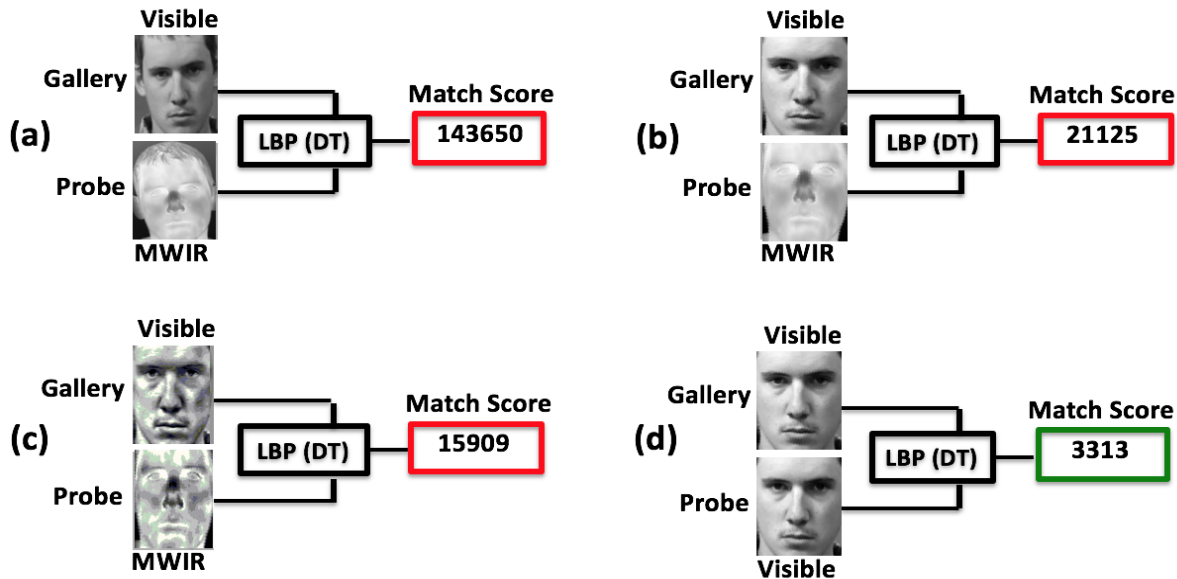 Visible
Gallery
(a)
LBP (DT)
Match Score
143650
Probe
MWIR
Visible
Gallery
(b)
LBP (DT)
Match Score
21125
Probe
MWIR
Visible
Gallery
(c)
LBP (DT)
Match Score
15909
Probe
MWIR
Visible
Gallery
(d)
LBP (DT)
Match Score
3313
Probe
Visible